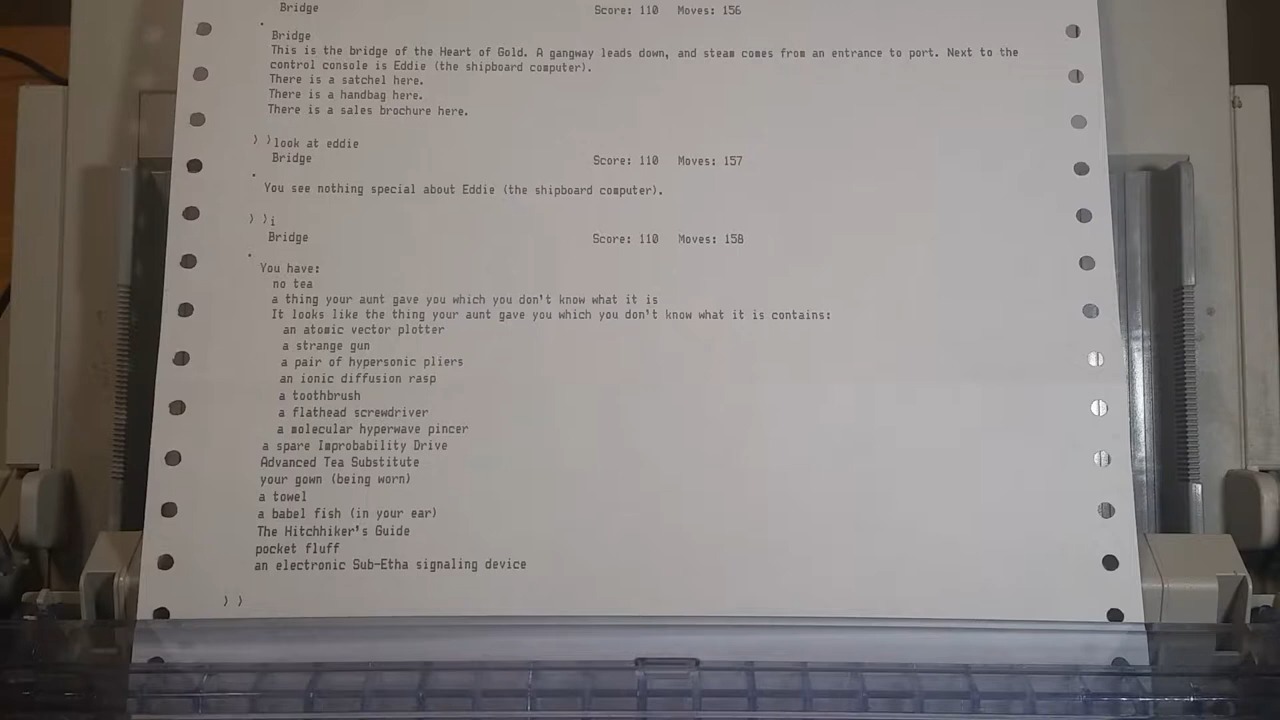 Bridge Score: 110 Moves: 156
.
Bridge
This is the bridge of the Heart of Gold. A gangway leads down, and steam comes from an entrance to port. Next to the
control console is Eddie (the shipboard computer).
There is a satchel here.
There is a handbag here.
There is a sales brochure here.
) )look at eddie
Bridge Score: 110 Moves: 157
.
You see nothing special about Eddie (the shipboard computer).
) )i
Bridge Score: 110 Moves: 158
.
You have:
no tea
a thing your aunt gave you which you don't know what it is
It looks like the thing your aunt gave you which you don't know what it is contains:
an atomic vector plotter
a strange gun
a pair of hypersonic pliers
an ionic diffusion rasp
a toothbrush
a flathead screwdriver
a molecular hyperwave pincer
a spare Improbability Drive
Advanced Tea Substitute
your gown (being worn)
a towel
a babel fish (in your ear)
The Hitchhiker's Guide
pocket fluff
an electronic Sub-Etha signaling device
) )